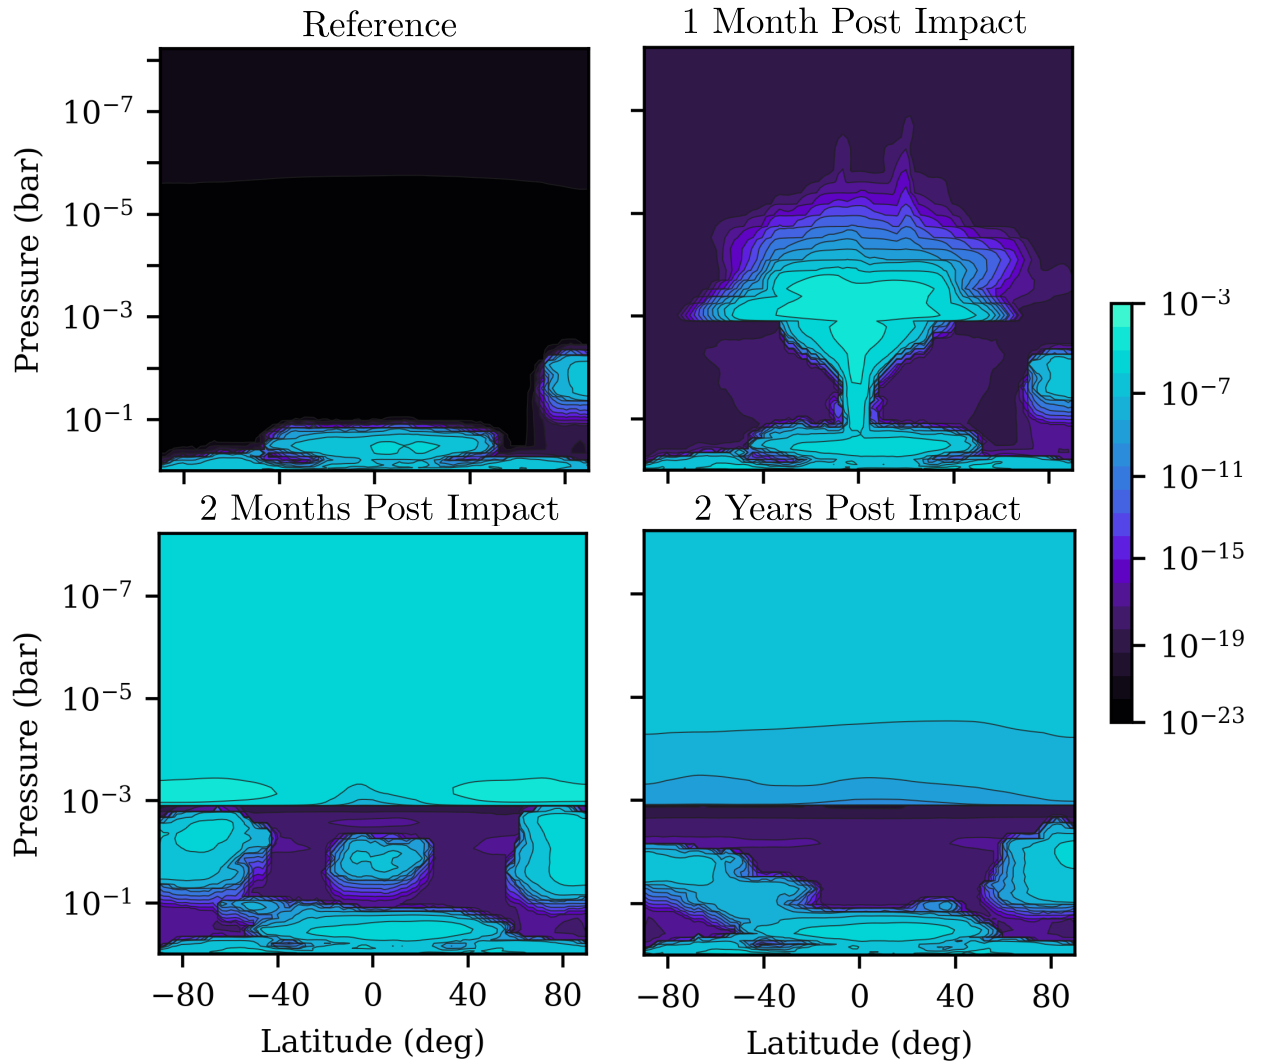 Reference
1 Month Post Impact
Pressure (bar)
10⁻⁷
10⁻⁵
10⁻³
10⁻¹
10⁻³
10⁻⁷
10⁻¹¹
10⁻¹⁵
10⁻¹⁹
10⁻²³
2 Months Post Impact
2 Years Post Impact
Pressure (bar)
10⁻⁷
10⁻⁵
10⁻³
10⁻¹
−80 −40 0 40 80
−80 −40 0 40 80
Latitude (deg)
Latitude (deg)